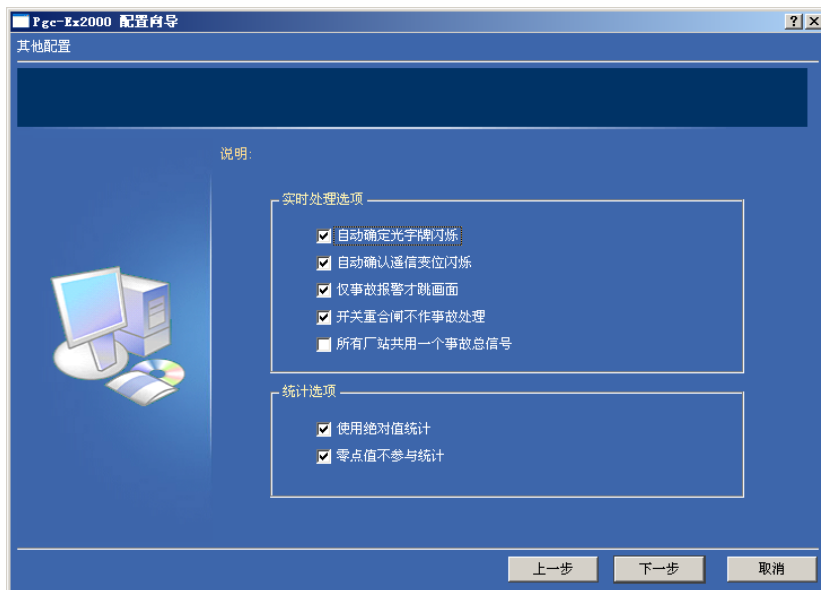 Pgc-Ex2000 配置向导
其他配置
说明:
实时处理选项
自动确定光字牌闪烁
自动确认遥信变位闪烁
仅事故报警才跳画面
开关重合闸不作事故处理
所有厂站共用一个事故总信号
统计选项
使用绝对值统计
零点值不参与统计
上一步
下一步
取消